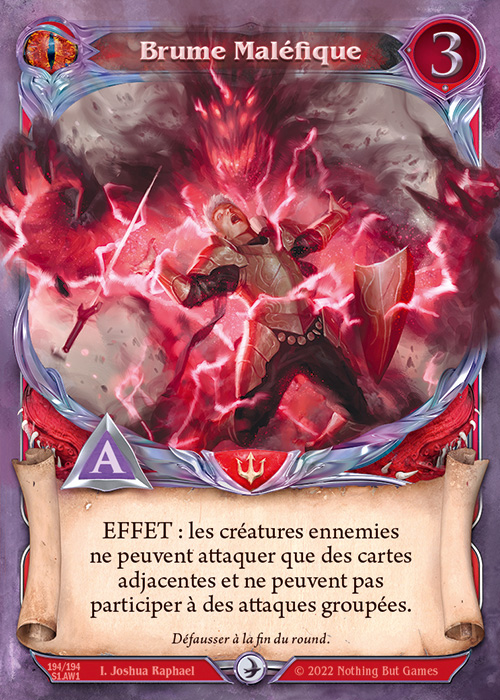 Brume Maléfique
3
A
EFFET : les créatures ennemies
ne peuvent attaquer que des cartes
adjacentes et ne peuvent pas
participer à des attaques groupées.
Défausser à la fin du round.
194/194
S1.AW1
I. Joshua Raphael
© 2022 Nothing But Games